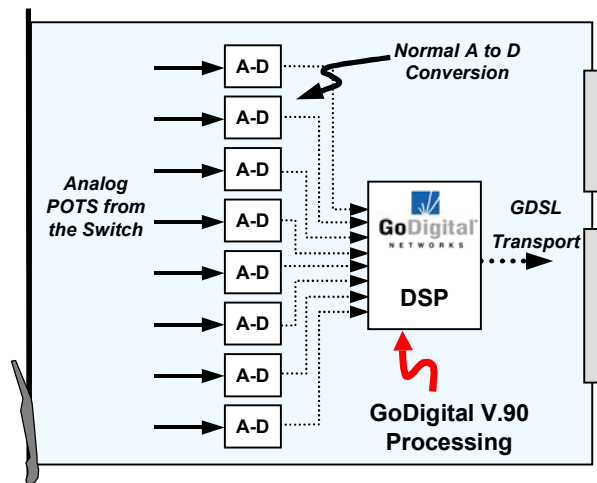 A-D
Normal A to D
Conversion
A-D
A-D
Analog
POTS from
the Switch
A-D
GoDigital
NETWORKS
GDSL
Transport
A-D
DSP
A-D
A-D
GoDigital V.90
Processing
A-D